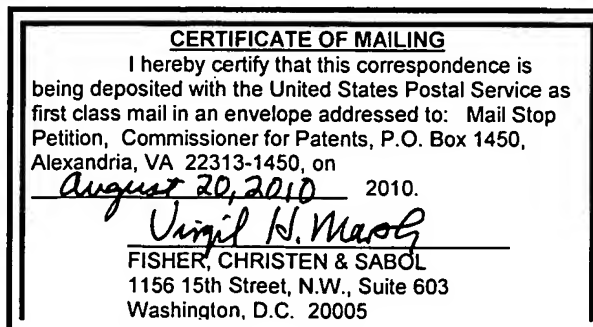 CERTIFICATE OF MAILING
I hereby certify that this correspondence is
being deposited with the United States Postal Service as
first class mail in an envelope addressed to: Mail Stop
Petition, Commissioner for Patents, P.O. Box 1450,
Alexandria, VA 22313-1450, on
August 20, 2010 2010.
Virgil H. Marsh
FISHER, CHRISTEN & SABOL
1156 15th Street, N.W., Suite 603
Washington, D.C. 20005